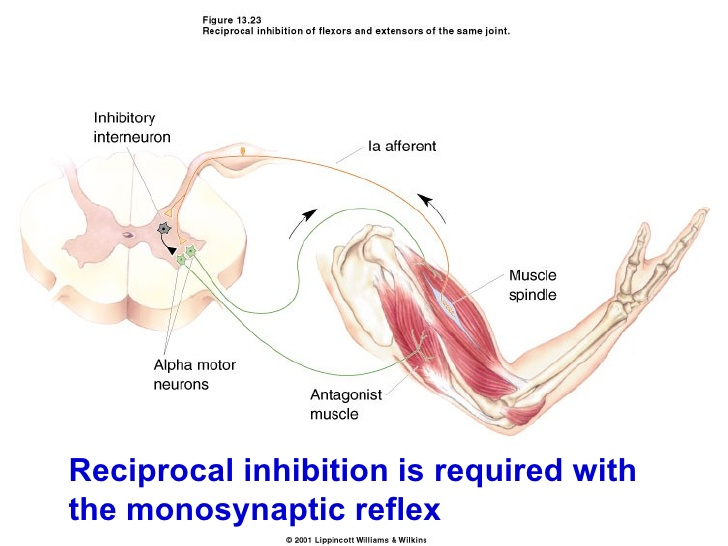 Figure 13.23
Reciprocal inhibition of flexors and extensors of the same joint.
Inhibitory
interneuron
Ia afferent
Muscle
spindle
Alpha motor
neurons
Antagonist
muscle
Reciprocal inhibition is required with
the monosynaptic reflex
© 2001 Lippincott Williams & Wilkins